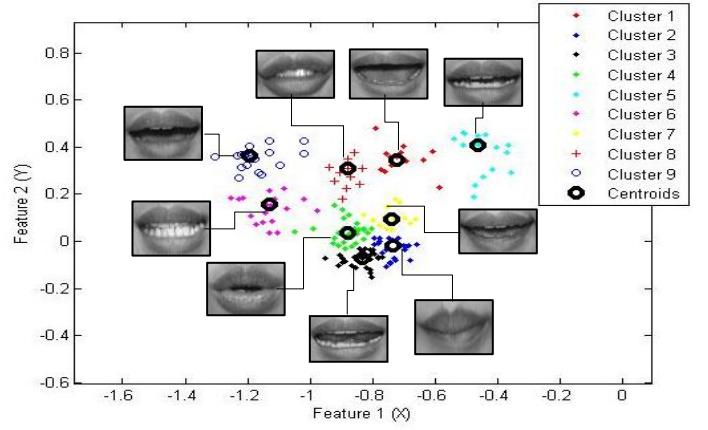 Cluster 1
Cluster 2
Cluster 3
Cluster 4
Cluster 5
Cluster 6
Cluster 7
Cluster 8
Cluster 9
Centroids
0.8
0.6
0.4
0.2
0
-0.2
-0.4
-0.6
Feature 2 (Y)
-1.6 -1.4 -1.2 -1 -0.8 -0.6 -0.4 -0.2 0
Feature 1 (X)